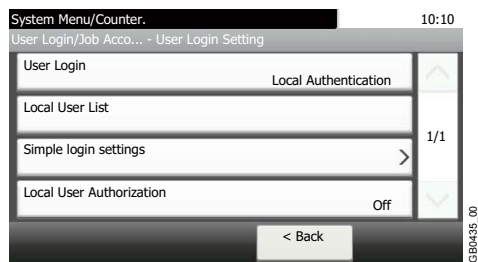 System Menu/Counter.
10:10
User Login/Job Acco... - User Login Setting
User Login
Local Authentication
Local User List
1/1
Simple login settings
Local User Authorization
Off
< Back
GB0435_00